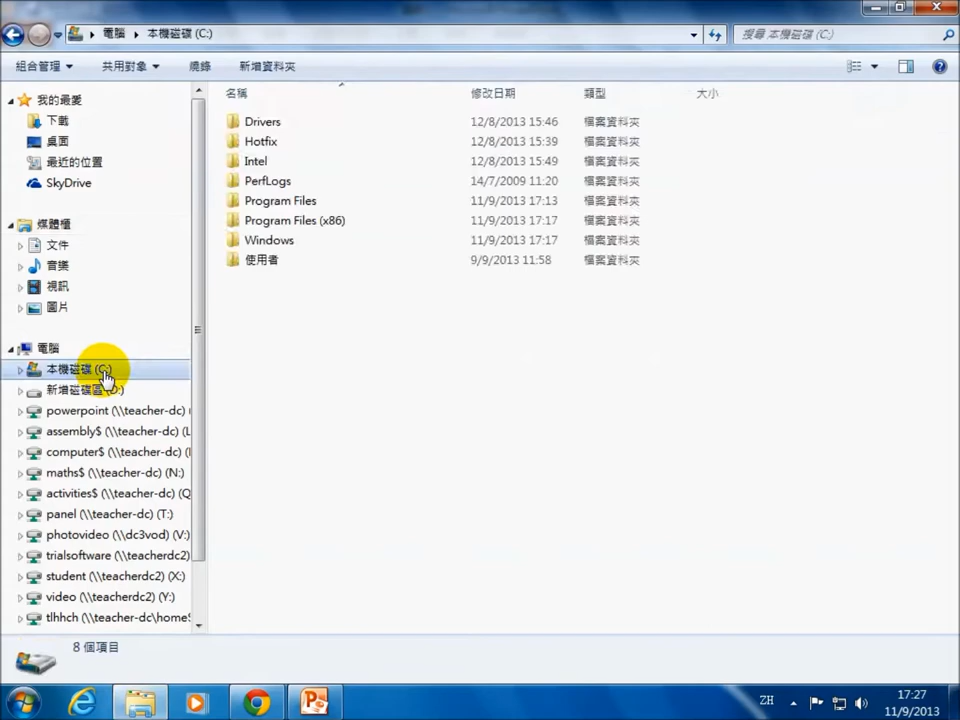 電腦 本機磁碟 (C:) 搜尋 本機磁碟 (C:)
組合管理 共用對象 燒錄 新增資料夾
我的最愛
下載
桌面
最近的位置
SkyDrive
媒體櫃
文件
音樂
視訊
圖片
電腦
本機磁碟 (C:)
新增磁碟區 (D:)
powerpoint (\\teacher-dc)
assembly$ (\\teacher-dc) (L
computer$ (\\teacher-dc)
maths$ (\\teacher-dc) (N:)
activities$ (\\teacher-dc) (Q
panel (\\teacher-dc) (T:)
photovideo (\\dc3vod) (V:)
trialsoftware (\\teacherdc2)
student (\\teacherdc2) (X:)
video (\\teacherdc2) (Y:)
tlhhch (\\teacher-dc\home$
名稱 修改日期 類型 大小
Drivers 12/8/2013 15:46 檔案資料夾
Hotfix 12/8/2013 15:39 檔案資料夾
Intel 12/8/2013 15:49 檔案資料夾
PerfLogs 14/7/2009 11:20 檔案資料夾
Program Files 11/9/2013 17:13 檔案資料夾
Program Files (x86) 11/9/2013 17:17 檔案資料夾
Windows 11/9/2013 17:17 檔案資料夾
使用者 9/9/2013 11:58 檔案資料夾
8 個項目
ZH
17:27
11/9/2013